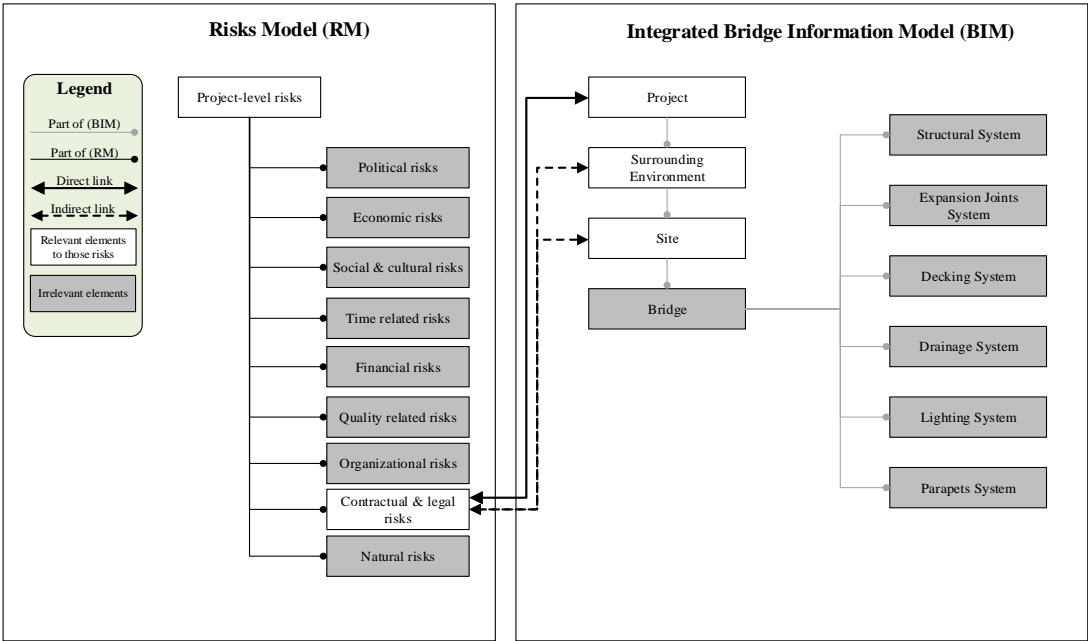 Risks Model (RM)
Legend
Part of (BIM)
Part of (RM)
Direct link
Indirect link
Relevant elements
to those risks
Irrelevant elements
Project-level risks
Political risks
Economic risks
Social & cultural risks
Time related risks
Financial risks
Quality related risks
Organizational risks
Contractual & legal
risks
Natural risks
Integrated Bridge Information Model (BIM)
Project
Surrounding
Environment
Site
Bridge
Structural System
Expansion Joints
System
Decking System
Drainage System
Lighting System
Parapets System